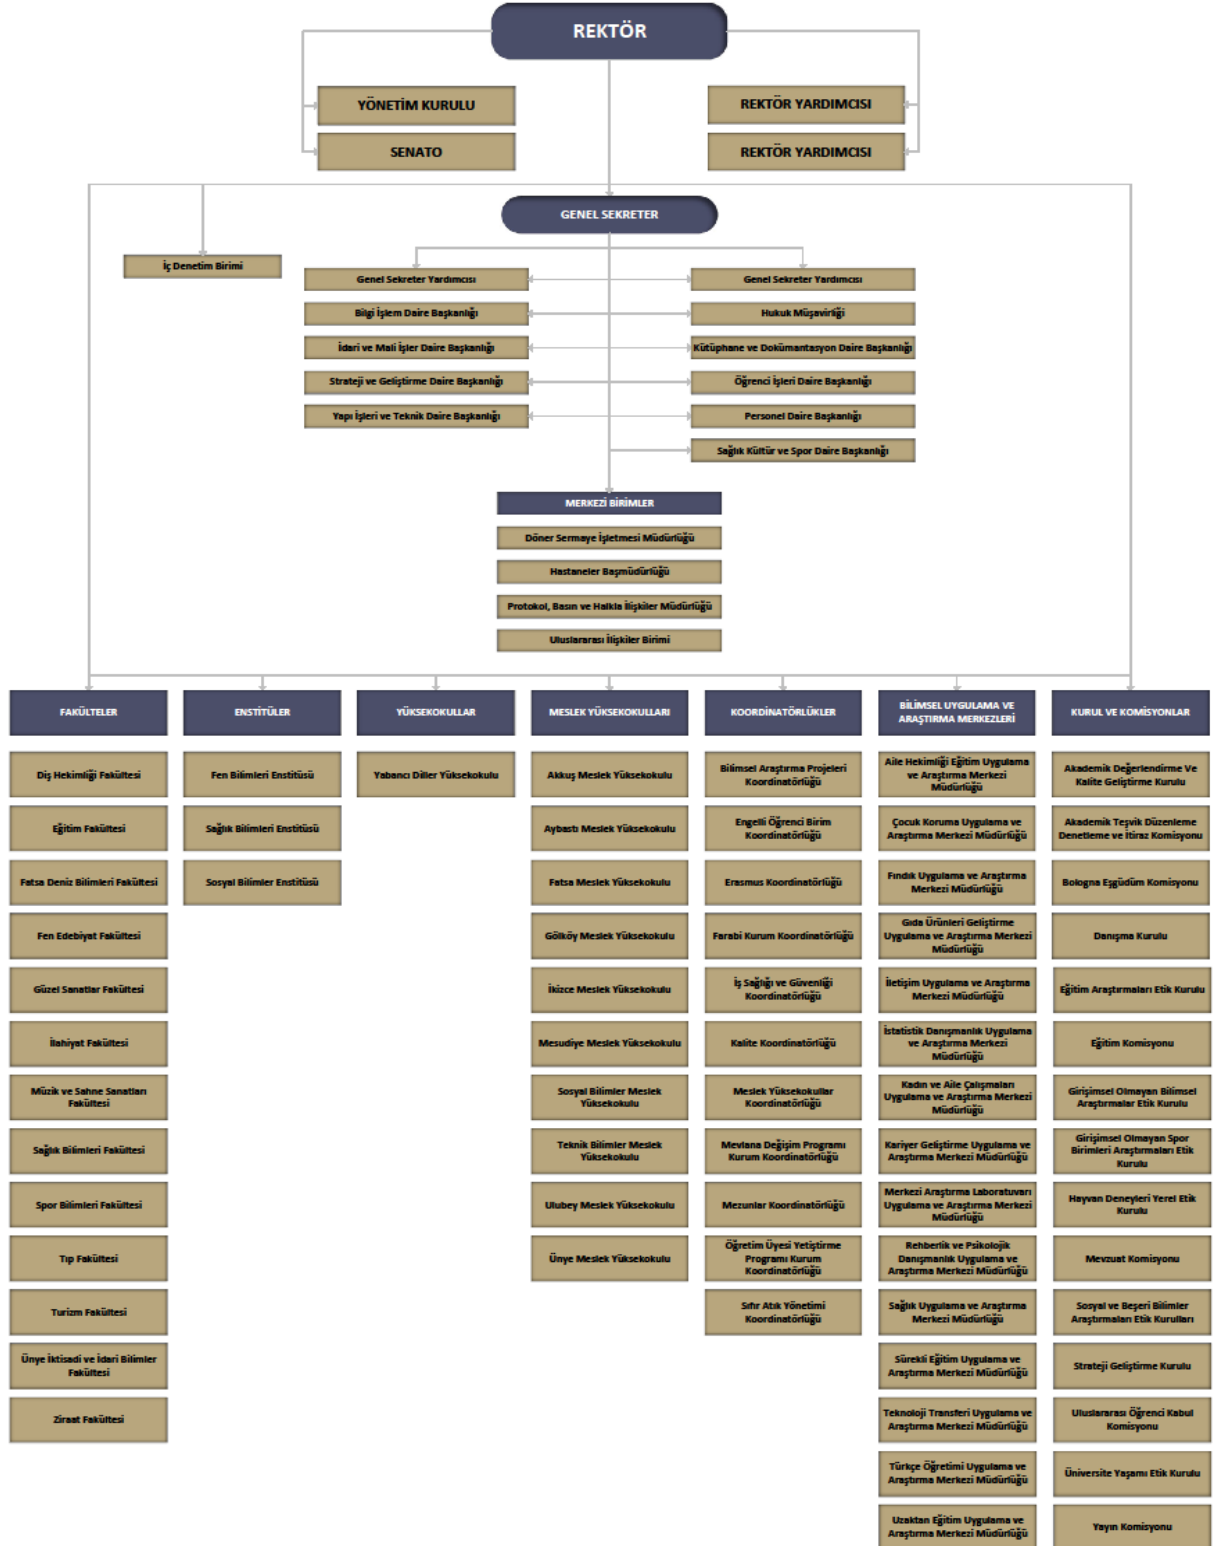 REKTÖR
YÖNETİM KURULU
SENATO
REKTÖR YARDIMCISI
REKTÖR YARDIMCISI
GENEL SEKRETER
İç Denetim Birimi
Genel Sekreter Yardımcısı
Genel Sekreter Yardımcısı
Bilgi İşlem Daire Başkanlığı
Hukuk Müşavirliği
İdari ve Mali İşler Daire Başkanlığı
Kütüphane ve Dokümantasyon Daire Başkanlığı
Strateji ve Geliştirme Daire Başkanlığı
Öğrenci İşleri Daire Başkanlığı
Yapı İşleri ve Teknik Daire Başkanlığı
Personel Daire Başkanlığı
Sağlık Kültür ve Spor Daire Başkanlığı
MERKEZİ BİRİMLER
Döner Sermaye İşletmesi Müdürlüğü
Hastaneler Başmüdürlüğü
Protokol, Basın ve Halkla İlişkiler Müdürlüğü
Uluslararası İlişkiler Birimi
FAKÜLTELER
Diş Hekimliği Fakültesi
Eğitim Fakültesi
Fatsa Deniz Bilimleri Fakültesi
Fen Edebiyat Fakültesi
Güzel Sanatlar Fakültesi
İlahiyat Fakültesi
Müzik ve Sahne Sanatları
Fakültesi
Sağlık Bilimleri Fakültesi
Spor Bilimleri Fakültesi
Tıp Fakültesi
Turizm Fakültesi
Ünye İktisadi ve İdari Bilimler
Fakültesi
Ziraat Fakültesi
ENSTİTÜLER
Fen Bilimleri Enstitüsü
Sağlık Bilimleri Enstitüsü
Sosyal Bilimler Enstitüsü
YÜKSEKOKULLAR
Yabancı Diller Yüksekokulu
MESLEK YÜKSEKOKULLARI
Akkuş Meslek Yüksekokulu
Aybastı Meslek Yüksekokulu
Fatsa Meslek Yüksekokulu
Gölköy Meslek Yüksekokulu
İkizce Meslek Yüksekokulu
Mesudiye Meslek Yüksekokulu
Sosyal Bilimler Meslek
Yüksekokulu
Teknik Bilimler Meslek
Yüksekokulu
Ulubey Meslek Yüksekokulu
Ünye Meslek Yüksekokulu
KOORDİNATÖRLÜKLER
Bilimsel Araştırma Projeleri
Koordinatörlüğü
Engelli Öğrenci Birim
Koordinatörlüğü
Erasmus Koordinatörlüğü
Farabi Kurum Koordinatörlüğü
İş Sağlığı ve Güvenliği
Koordinatörlüğü
Kalite Koordinatörlüğü
Meslek Yüksekokullar
Koordinatörlüğü
Mevlana Değişim Programı
Kurum Koordinatörlüğü
Mezunlar Koordinatörlüğü
Öğretim Üyesi Yetiştirme
Programı Kurum
Koordinatörlüğü
Sıfır Atık Yönetimi
Koordinatörlüğü
BİLİMSEL UYGULAMA VE
ARAŞTIRMA MERKEZLERİ
Aile Hekimliği Eğitim Uygulama
ve Araştırma Merkezi
Müdürlüğü
Çocuk Koruma Uygulama ve
Araştırma Merkezi Müdürlüğü
Fındık Uygulama ve Araştırma
Merkezi Müdürlüğü
Gıda Ürünleri Geliştirme
Uygulama ve Araştırma Merkezi
Müdürlüğü
İletişim Uygulama ve Araştırma
Merkezi Müdürlüğü
İstatistik Danışmanlık Uygulama
ve Araştırma Merkezi
Müdürlüğü
Kadın ve Aile Çalışmaları
Uygulama ve Araştırma Merkezi
Müdürlüğü
Kariyer Geliştirme Uygulama ve
Araştırma Merkezi Müdürlüğü
Merkezi Araştırma Laboratuvarı
Uygulama ve Araştırma Merkezi
Müdürlüğü
Rehberlik ve Psikolojik
Danışmanlık Uygulama ve
Araştırma Merkezi Müdürlüğü
Sağlık Uygulama ve Araştırma
Merkezi Müdürlüğü
Sürekli Eğitim Uygulama ve
Araştırma Merkezi Müdürlüğü
Teknoloji Transferi Uygulama ve
Araştırma Merkezi Müdürlüğü
Türkçe Öğretimi Uygulama ve
Araştırma Merkezi Müdürlüğü
Uzaktan Eğitim Uygulama ve
Araştırma Merkezi Müdürlüğü
KURUL VE KOMİSYONLAR
Akademik Değerlendirme Ve
Kalite Geliştirme Kurulu
Akademik Teşvik Düzenleme
Denetleme ve İtiraz Komisyonu
Bologna Eşgüdüm Komisyonu
Danışma Kurulu
Eğitim Araştırmaları Etik Kurulu
Eğitim Komisyonu
Girişimsel Olmayan Bilimsel
Araştırmalar Etik Kurulu
Girişimsel Olmayan Spor
Birimleri Araştırmaları Etik
Kurulu
Hayvan Deneyleri Yerel Etik
Kurulu
Mevzuat Komisyonu
Sosyal ve Beşeri Bilimler
Araştırmaları Etik Kurulları
Strateji Geliştirme Kurulu
Uluslararası Öğrenci Kabul
Komisyonu
Üniversite Yaşamı Etik Kurulu
Yayın Komisyonu